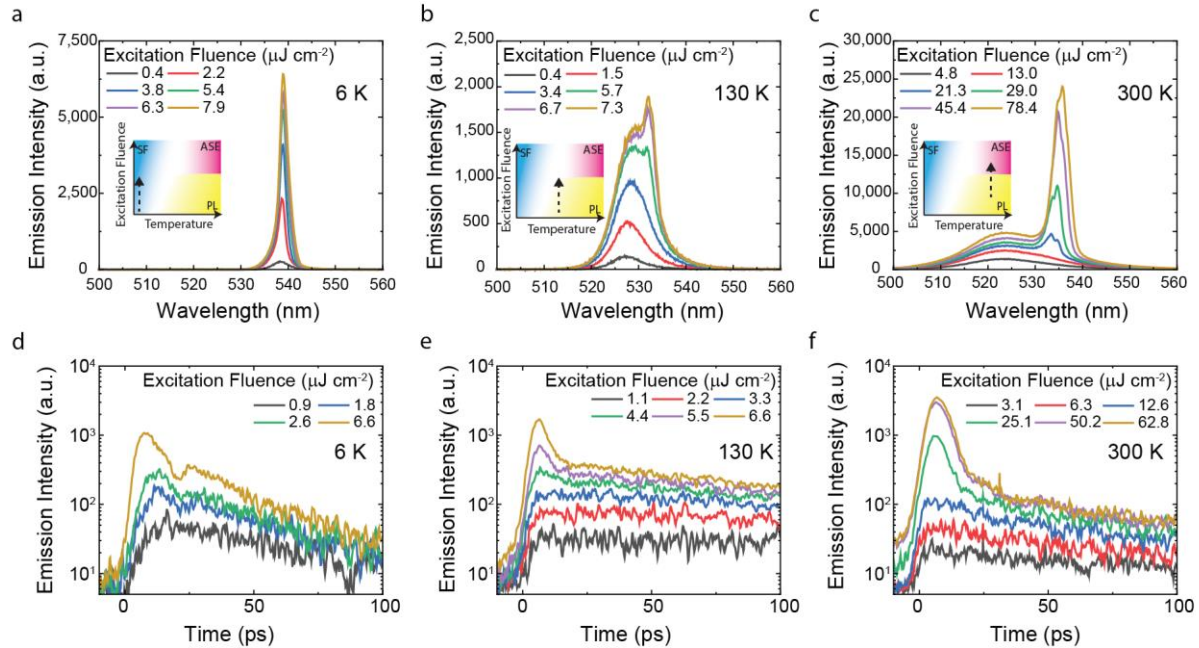 a
7,500
5,000
2,500
0
Emission Intensity (a.u.)
Excitation Fluence (μJ cm⁻²)
0.4 2.2
3.8 5.4
6.3 7.9
6 K
SF ASE
PL
Excitation Fluence
Temperature
500 510 520 530 540 550 560
Wavelength (nm)
b
2,500
2,000
1,500
1,000
500
0
Emission Intensity (a.u.)
Excitation Fluence (μJ cm⁻²)
0.4 1.5
3.4 5.7
6.7 7.3
130 K
SF ASE
PL
Excitation Fluence
Temperature
500 510 520 530 540 550 560
Wavelength (nm)
c
30,000
25,000
20,000
15,000
10,000
5,000
0
Emission Intensity (a.u.)
Excitation Fluence (μJ cm⁻²)
4.8 13.0
21.3 29.0
45.4 78.4
300 K
SF ASE
PL
Excitation Fluence
Temperature
500 510 520 530 540 550 560
Wavelength (nm)
d
10⁴
10³
10²
10¹
Emission Intensity (a.u.)
Excitation Fluence (μJ cm⁻²)
0.9 1.8
2.6 6.6
6 K
0 50 100
Time (ps)
e
10⁴
10³
10²
10¹
Emission Intensity (a.u.)
Excitation Fluence (μJ cm⁻²)
1.1 2.2 3.3
4.4 5.5 6.6
130 K
0 50 100
Time (ps)
f
10⁴
10³
10²
10¹
Emission Intensity (a.u.)
Excitation Fluence (μJ cm⁻²)
3.1 6.3 12.6
25.1 50.2 62.8
300 K
0 50 100
Time (ps)